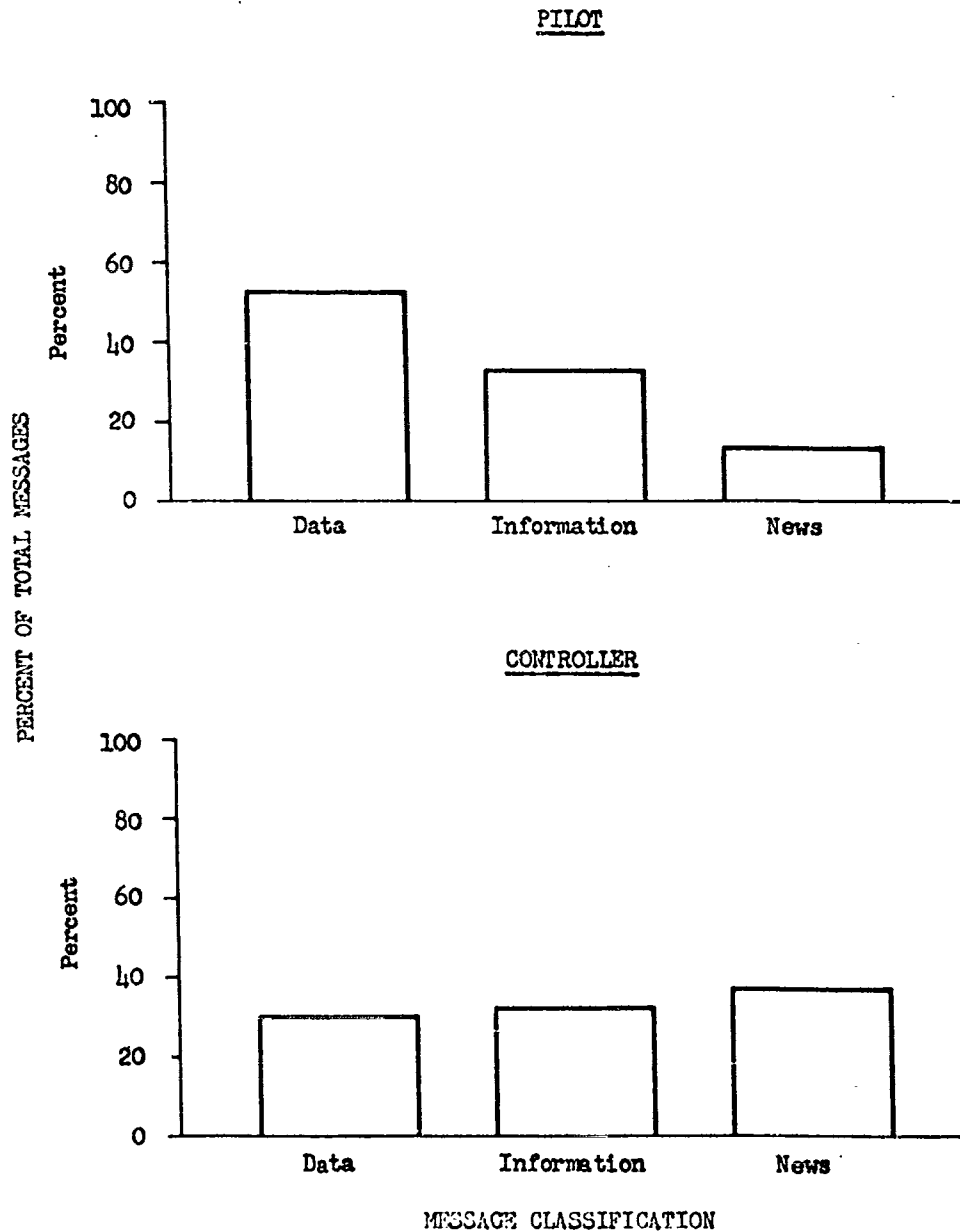 PILOT
PERCENT OF TOTAL MESSAGES
Percent
100
80
60
40
20
0
Data Information News
CONTROLLER
Percent
100
80
60
40
20
0
Data Information News
MESSAGE CLASSIFICATION